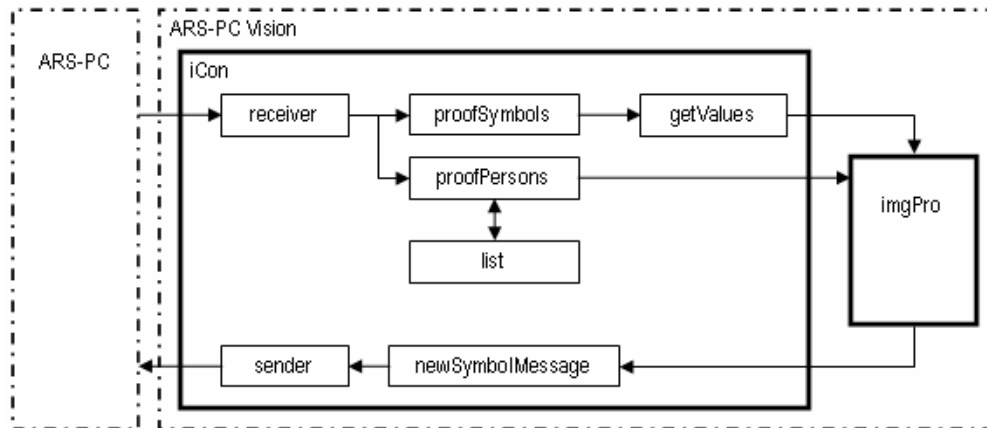 ARS-PC Vision
ARS-PC
iCon
receiver
proofSymbols
getValues
proofPersons
imgPro
list
sender
newSymbolMessage